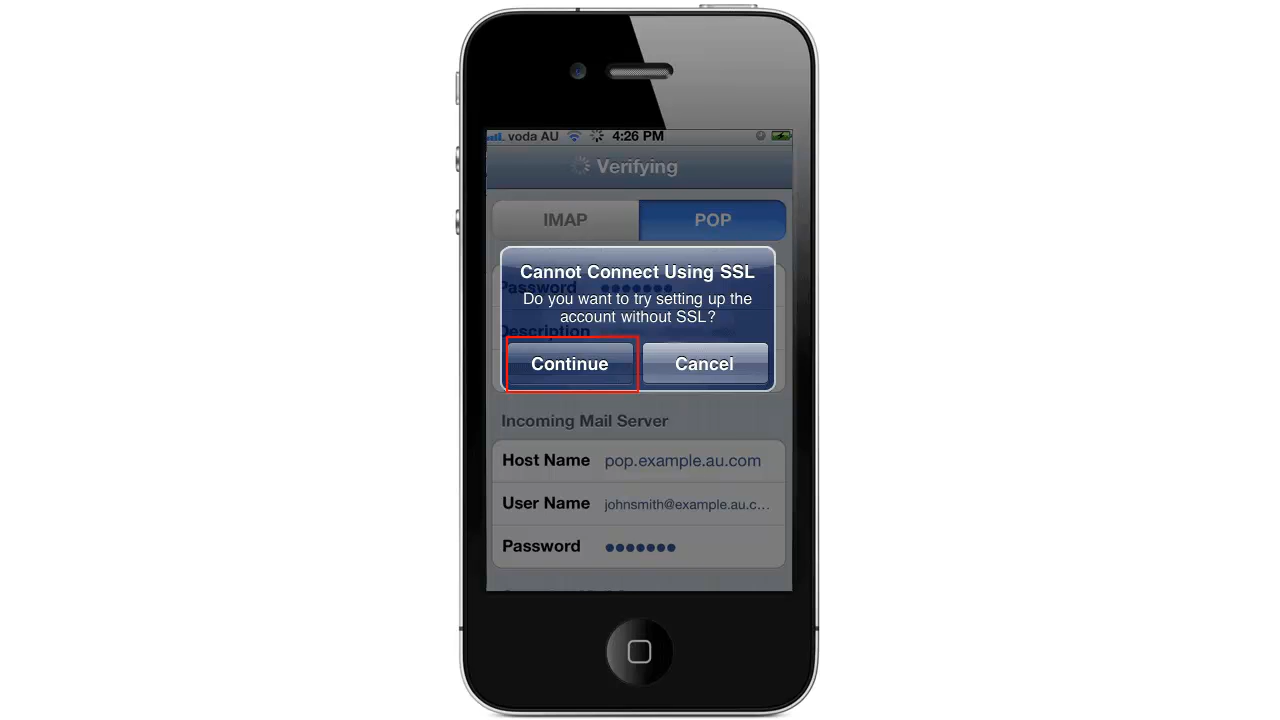 voda AU 4:26 PM
Verifying
IMAP POP
Cannot Connect Using SSL
Password ●●●●●●●
Do you want to try setting up the
account without SSL?
Description
Continue Cancel
Incoming Mail Server
Host Name pop.example.au.com
User Name johnsmith@example.au.c...
Password ●●●●●●●